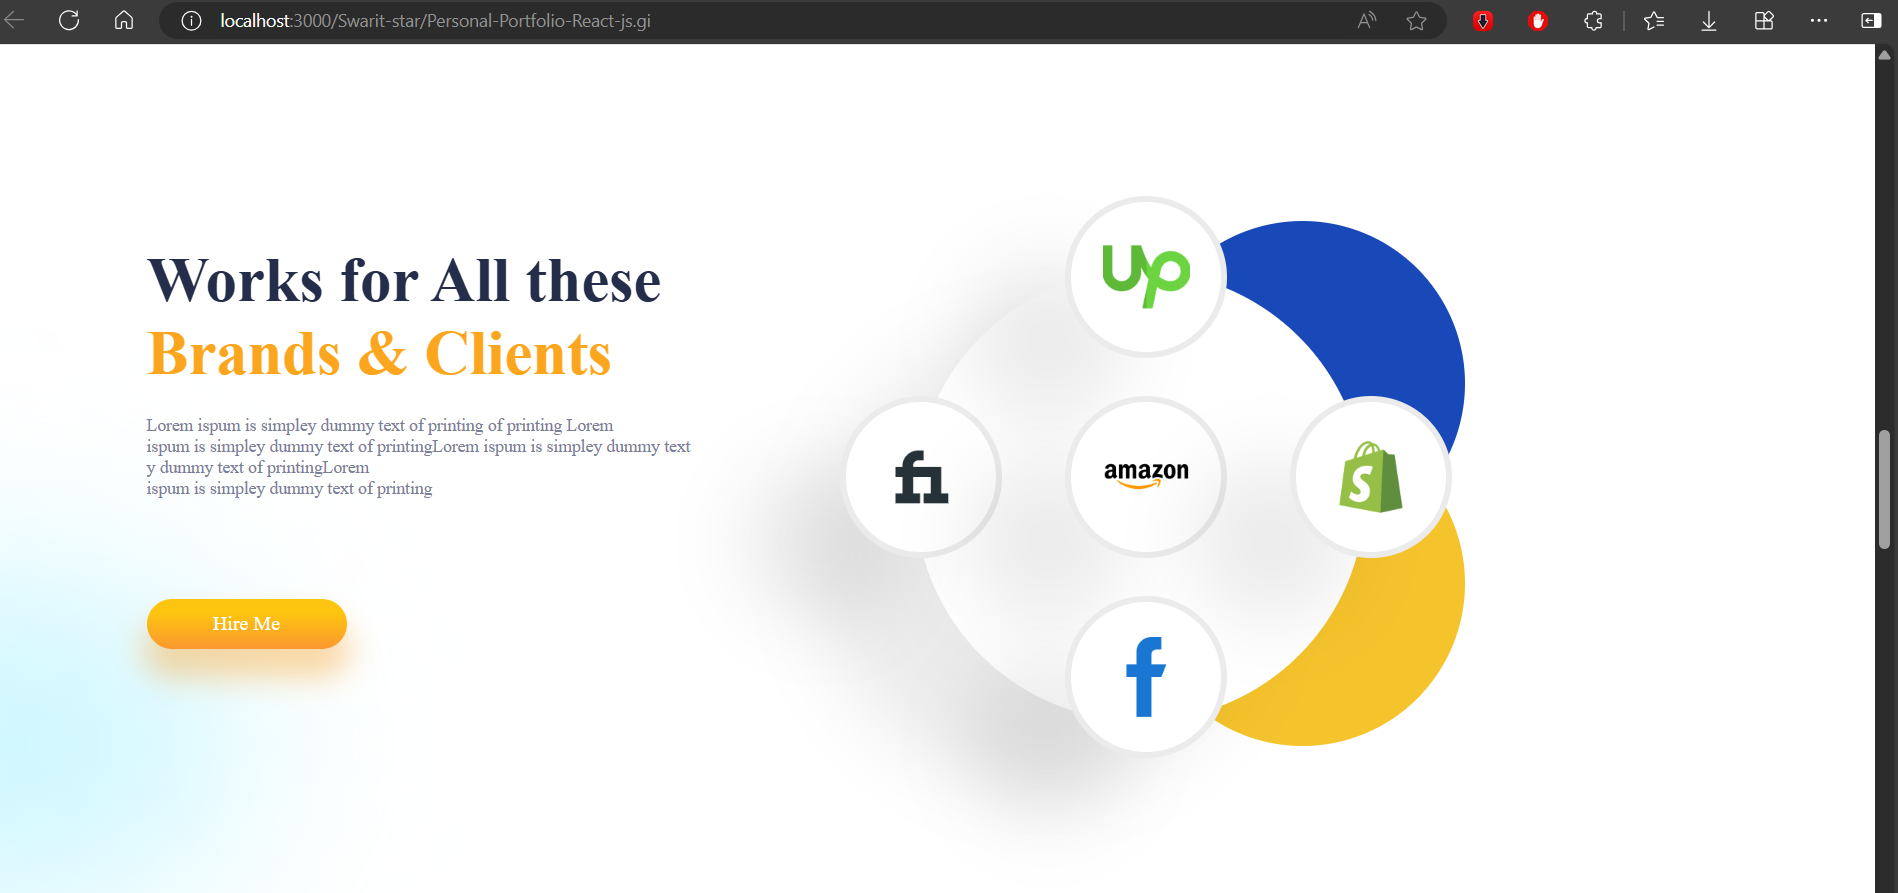 localhost:3000/Swarit-star/Personal-Portfolio-React-js.gi
Works for All these
Brands & Clients
Lorem ispum is simpley dummy text of printing of printing Lorem
ispum is simpley dummy text of printingLorem ispum is simpley dummy text
y dummy text of printingLorem
ispum is simpley dummy text of printing
Hire Me
up
fi
amazon
S
f